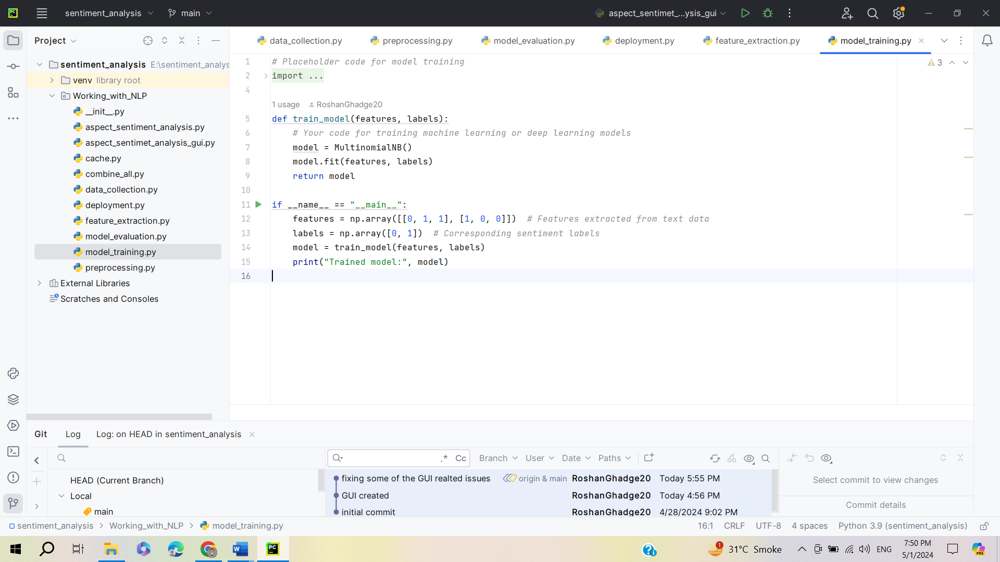 sentiment_analysis main aspect_sentimet_...ysis_gui
Project
data_collection.py preprocessing.py model_evaluation.py deployment.py feature_extraction.py model_training.py
sentiment_analysis E:\sentiment_analys
venv library root
Working_with_NLP
__init__.py
aspect_sentiment_analysis.py
aspect_sentimet_analysis_gui.py
cache.py
combine_all.py
data_collection.py
deployment.py
feature_extraction.py
model_evaluation.py
model_training.py
preprocessing.py
External Libraries
Scratches and Consoles
1 # Placeholder code for model training
3
2 import ...
4
1 usage RoshanGhadge20
5 def train_model(features, labels):
6 # Your code for training machine learning or deep learning models
7 model = MultinomialNB()
8 model.fit(features, labels)
9 return model
10
11 if __name__ == "__main__":
12 features = np.array([[0, 1, 1], [1, 0, 0]]) # Features extracted from text data
13 labels = np.array([0, 1]) # Corresponding sentiment labels
14 model = train_model(features, labels)
15 print("Trained model:", model)
16
Git Log Log: on HEAD in sentiment_analysis
.* Cc Branch User Date Paths
HEAD (Current Branch)
Local
main
fixing some of the GUI realted issues origin & main RoshanGhadge20 Today 5:55 PM
GUI created RoshanGhadge20 Today 4:56 PM
initial commit RoshanGhadge20 4/28/2024 9:02 PM
Select commit to view changes
Commit details
sentiment_analysis > Working_with_NLP > model_training.py
16:1 CRLF UTF-8 4 spaces Python 3.9 (sentiment_analysis)
1 31°C Smoke ENG
7:50 PM
5/1/2024
PRE